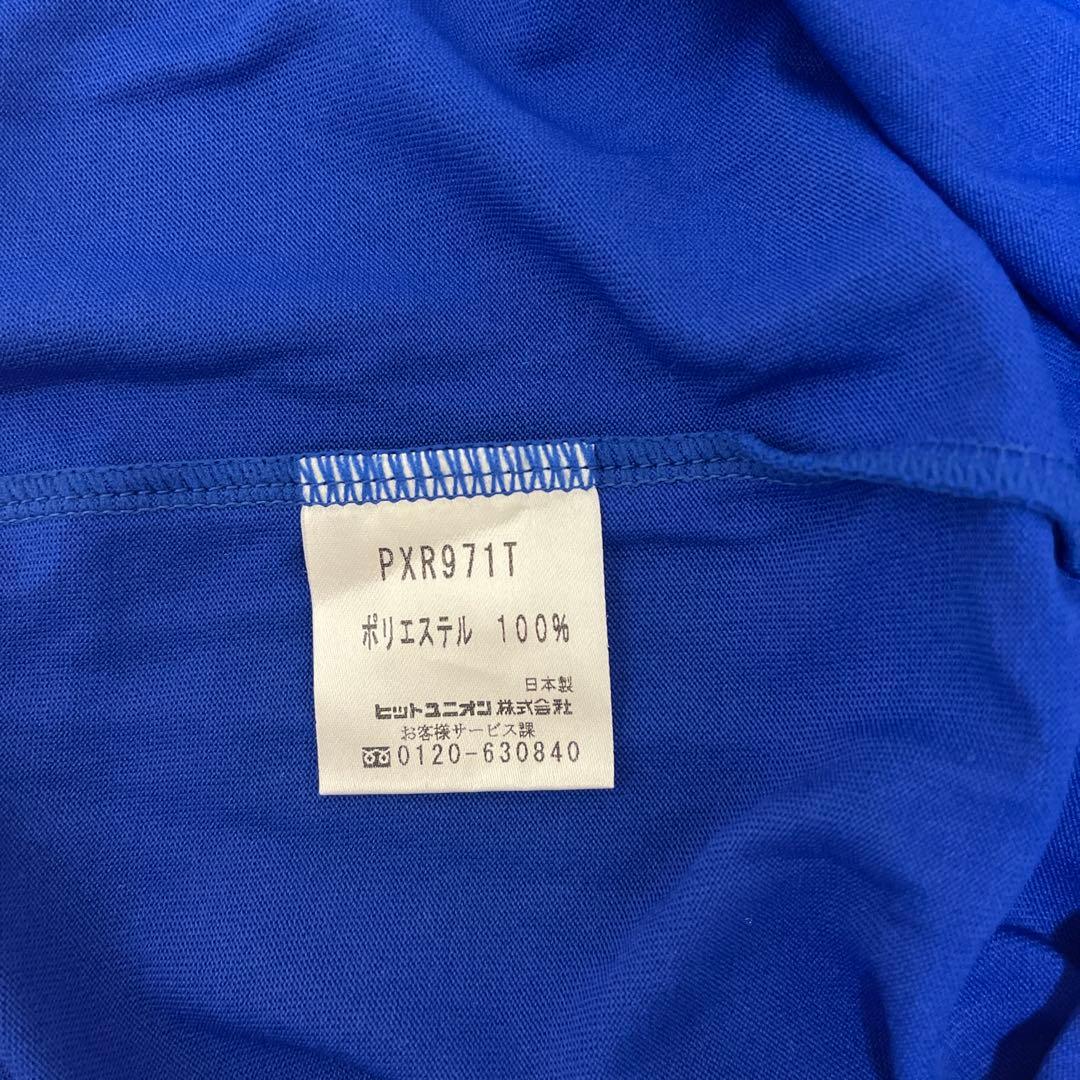 PXR971T
ポリエステル 100%
日本製
ヒットユニオン株式会社
お客様サービス課
0120-630840